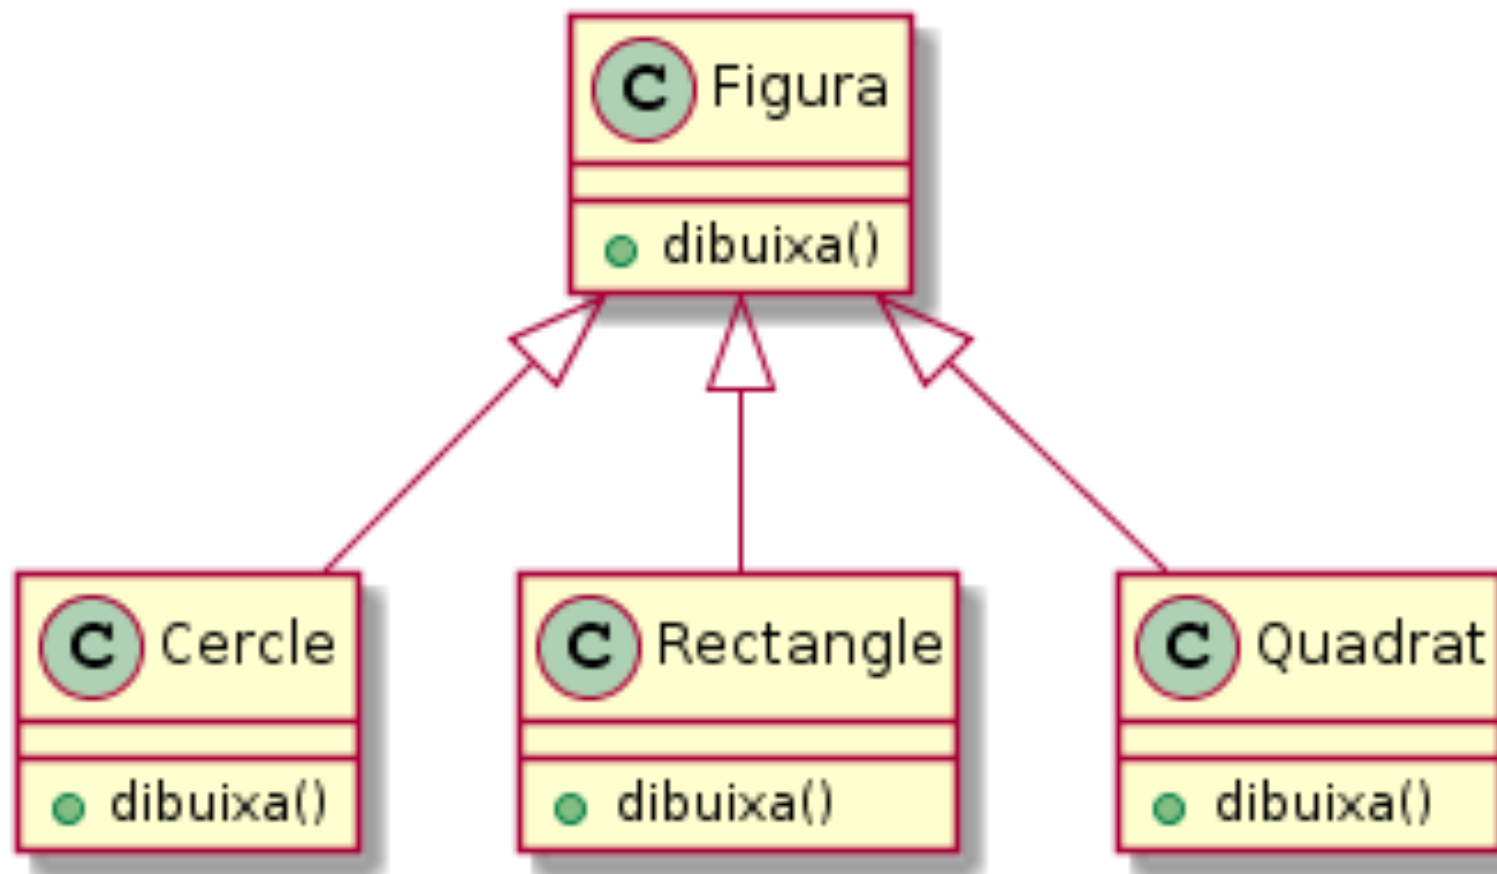 C Figura
dibuixa()
C Cercle
dibuixa()
C Rectangle
dibuixa()
C Quadrat
dibuixa()